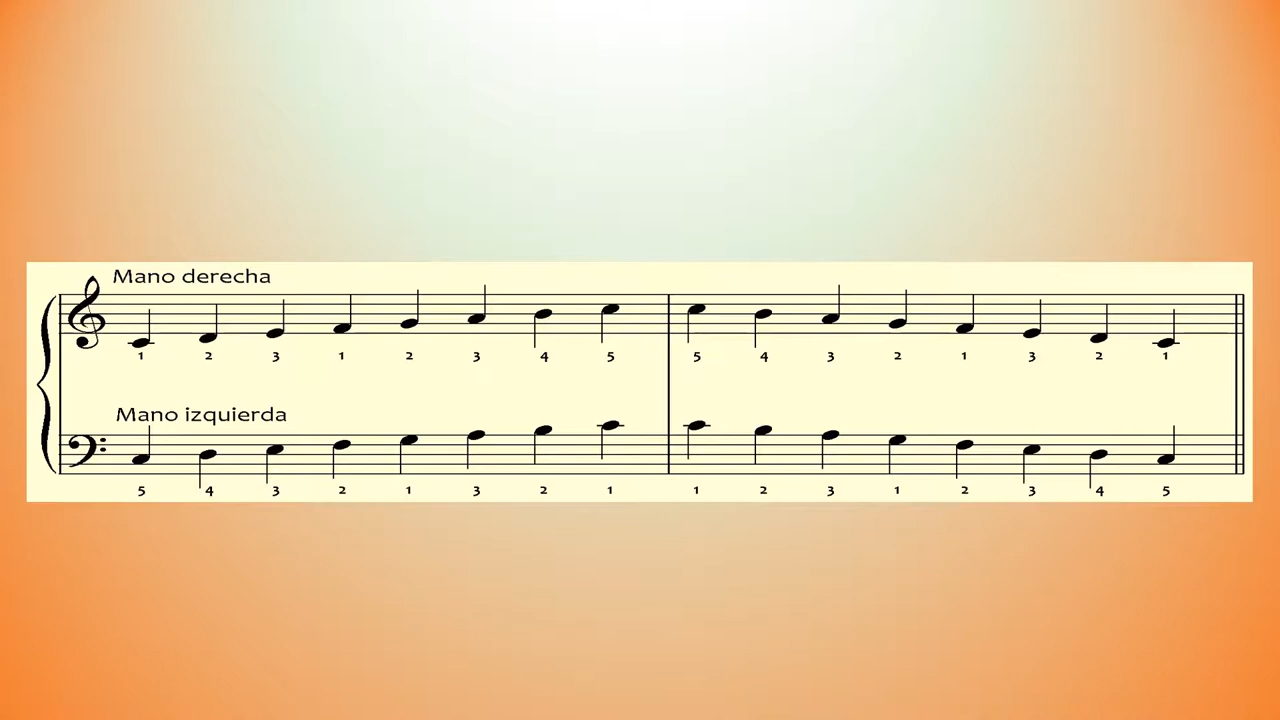 Mano derecha
1 2 3 1 2 3 4 5 5 4 3 2 1 3 2 1
Mano izquierda
5 4 3 2 1 3 2 1 1 2 3 1 2 3 4 5